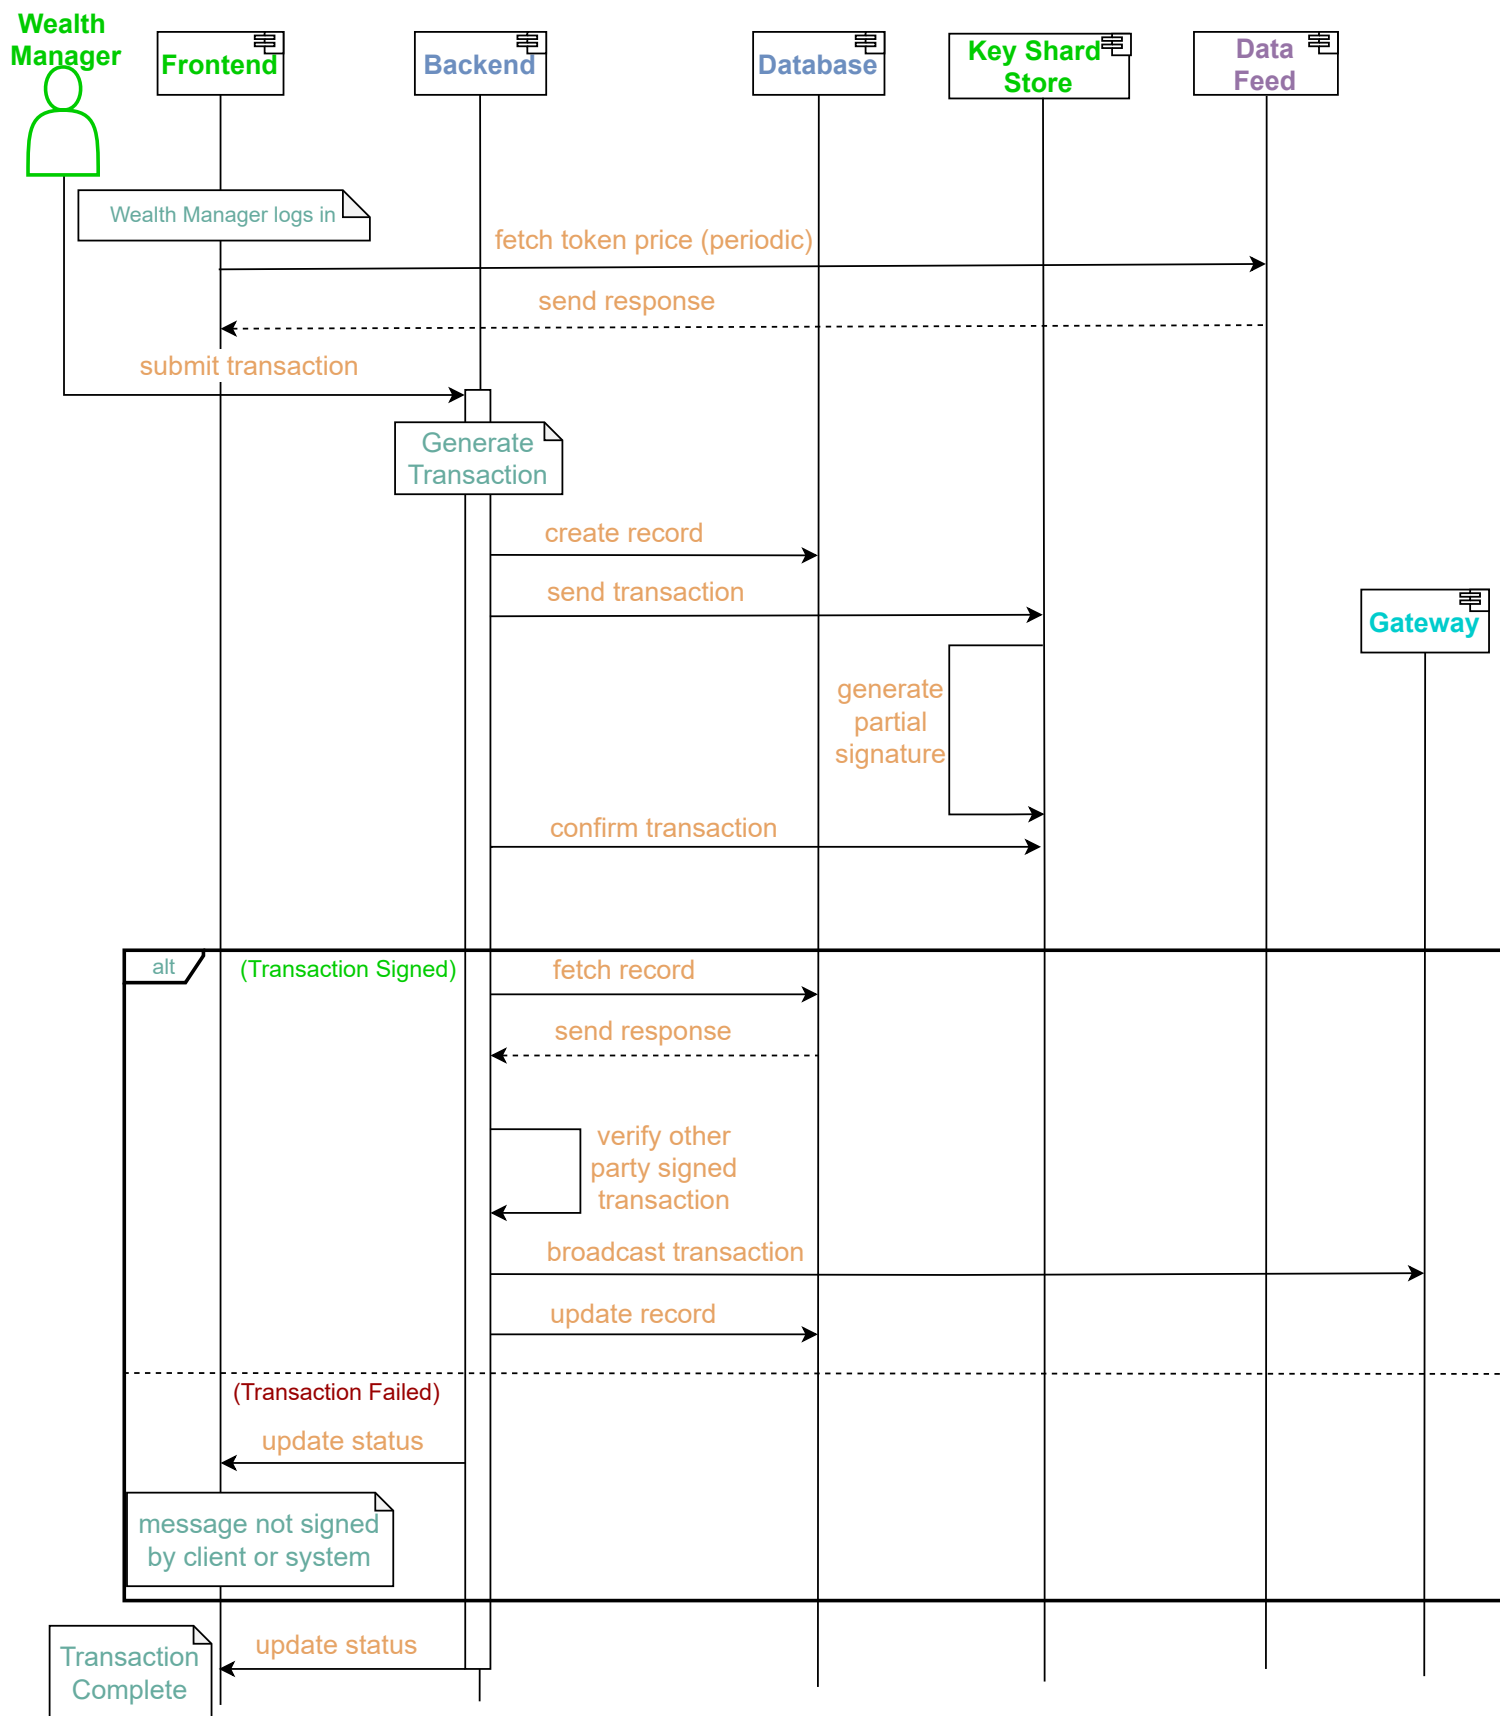 Wealth
Manager
Frontend
Backend
Database
Key Shard
Store
Data
Feed
Wealth Manager logs in
fetch token price (periodic)
send response
submit transaction
Generate
Transaction
create record
send transaction
Gateway
generate
partial
signature
confirm transaction
alt
(Transaction Signed)
fetch record
send response
verify other
party signed
transaction
broadcast transaction
update record
(Transaction Failed)
update status
message not signed
by client or system
update status
Transaction
Complete